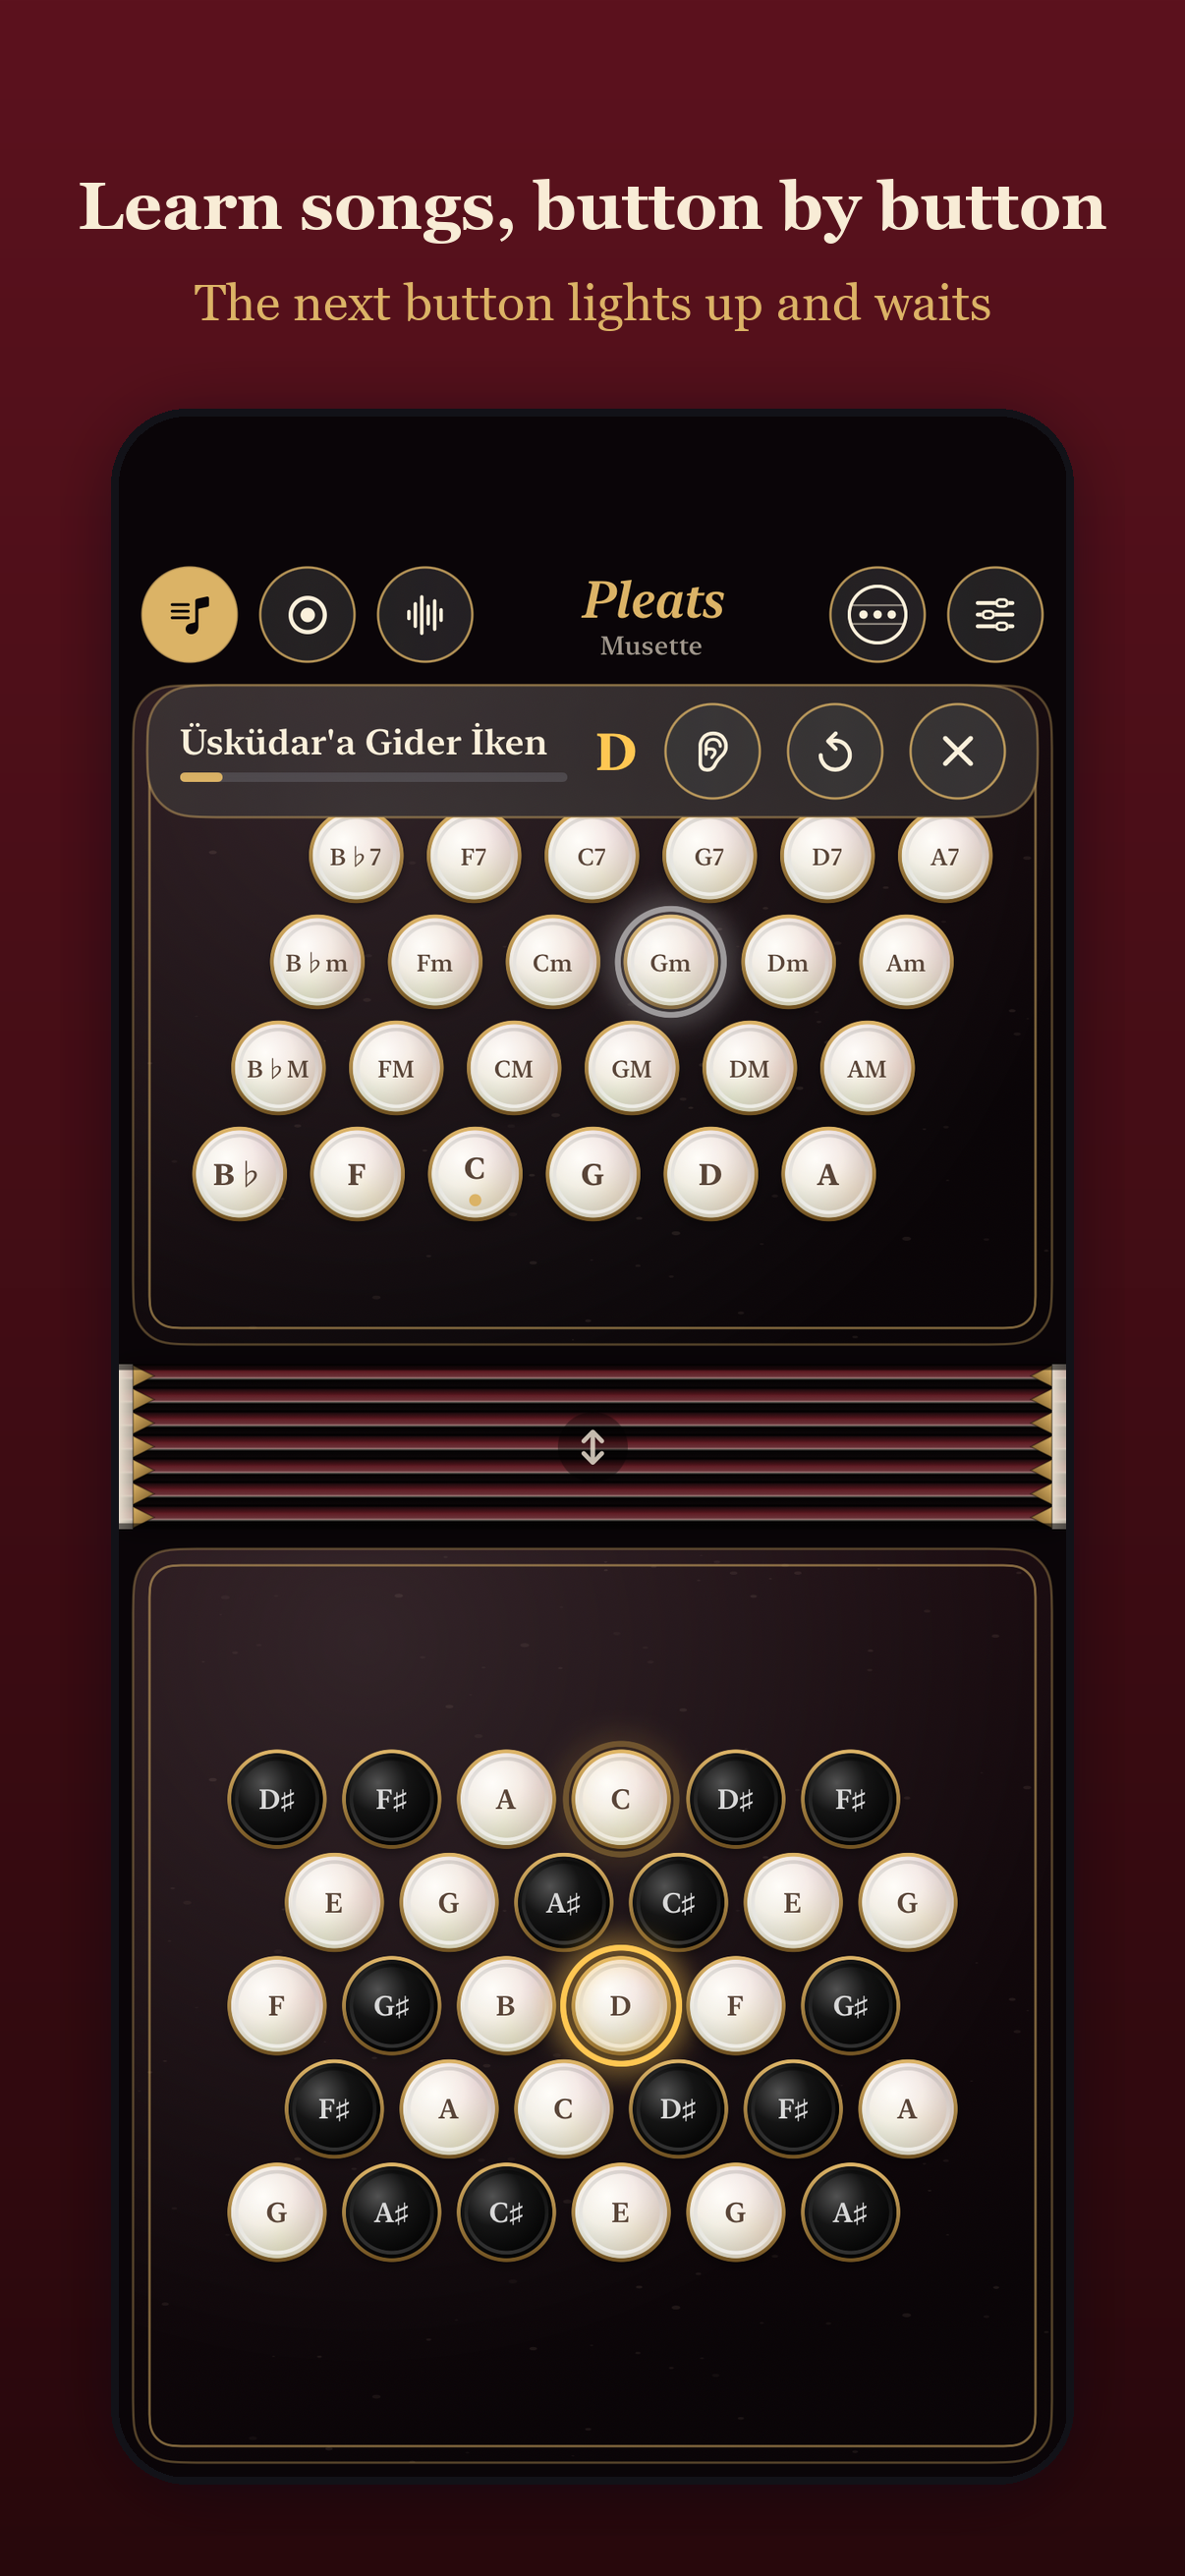 Learn songs, button by button
The next button lights up and waits
Pleats
Musette
Üsküdar'a Gider İken D
B♭7 F7 C7 G7 D7 A7
B♭m Fm Cm Gm Dm Am
B♭M FM CM GM DM AM
B♭ F C G D A
D♯ F♯ A C D♯ F♯
E G A♯ C♯ E G
F G♯ B D F G♯
F♯ A C D♯ F♯ A
G A♯ C♯ E G A♯